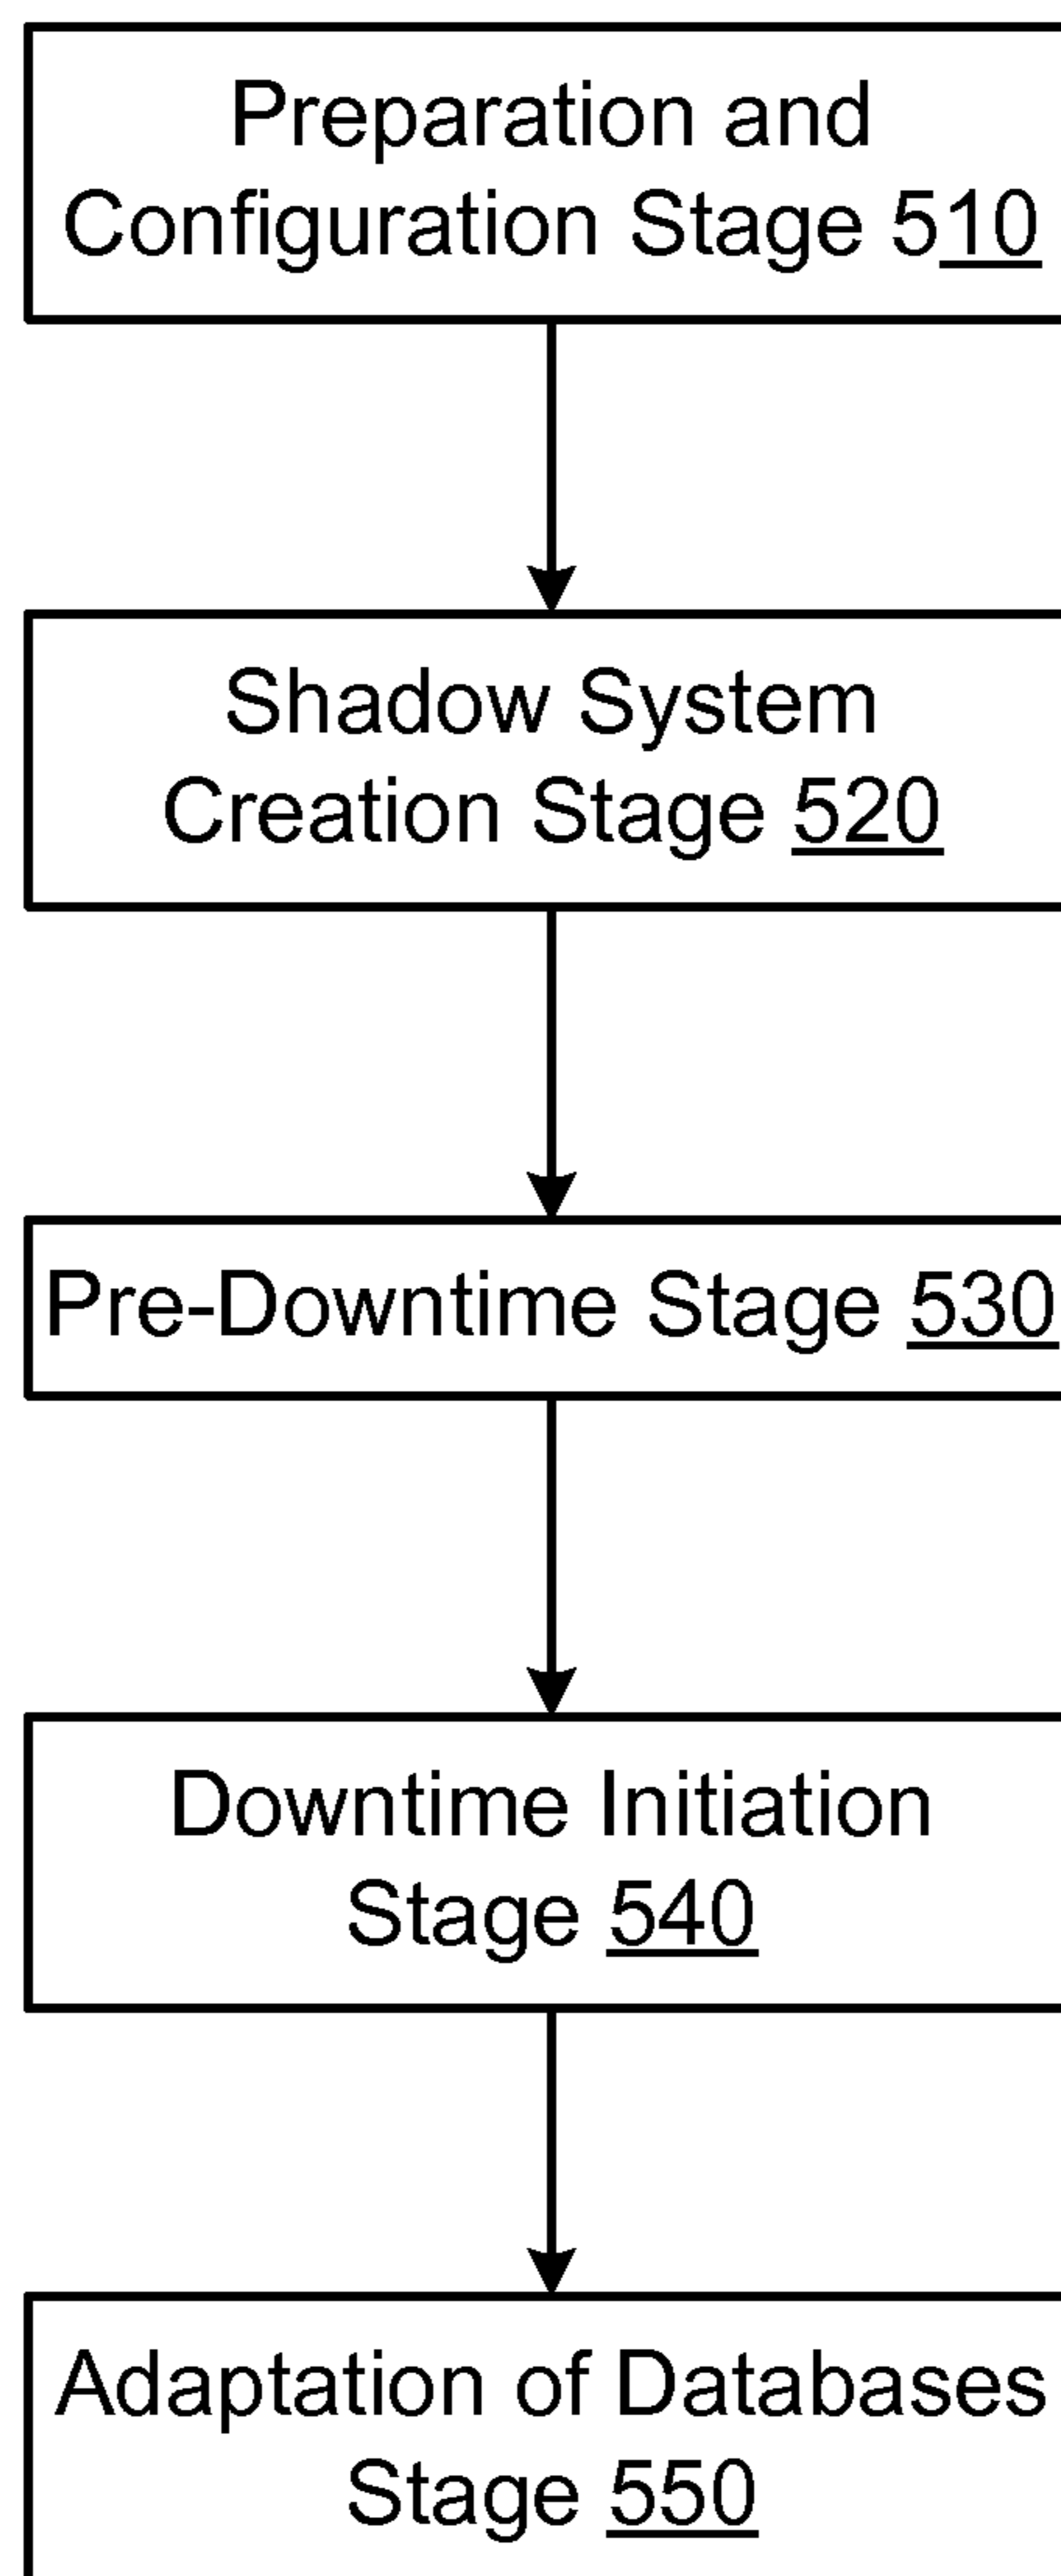 Preparation and
Configuration Stage 510
Shadow System
Creation Stage 520
Pre-Downtime Stage 530
Downtime Initiation
Stage 540
Adaptation of Databases
Stage 550